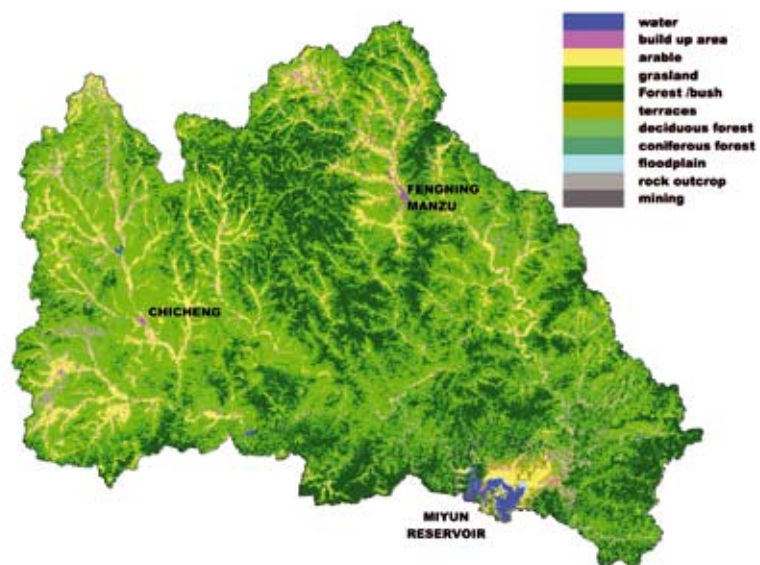 water
build up area
arable
grasland
Forest /bush
terraces
deciduous forest
coniferous forest
floodplain
rock outcrop
mining
FENGNING
MANZU
CHICHENG
MIYUN
RESERVOIR